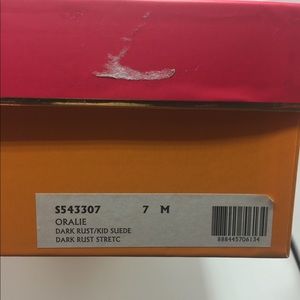 S543307 7 M
ORALIE
DARK RUST/KID SUEDE
DARK RUST STRETC
888445706134